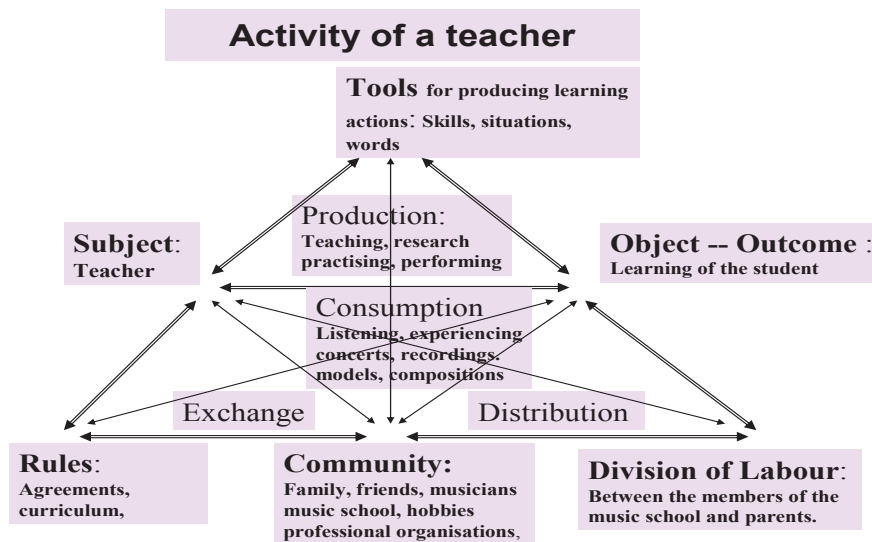 Activity of a teacher
Tools for producing learning
actions: Skills, situations,
words
Production:
Teaching, research
practising, performing
Subject:
Teacher
Object -- Outcome :
Learning of the student
Consumption
Listening, experiencing
concerts, recordings.
models, compositions
Exchange
Distribution
Rules:
Agreements,
curriculum,
Community:
Family, friends, musicians
music school, hobbies
professional organisations,
Division of Labour:
Between the members of the
music school and parents.